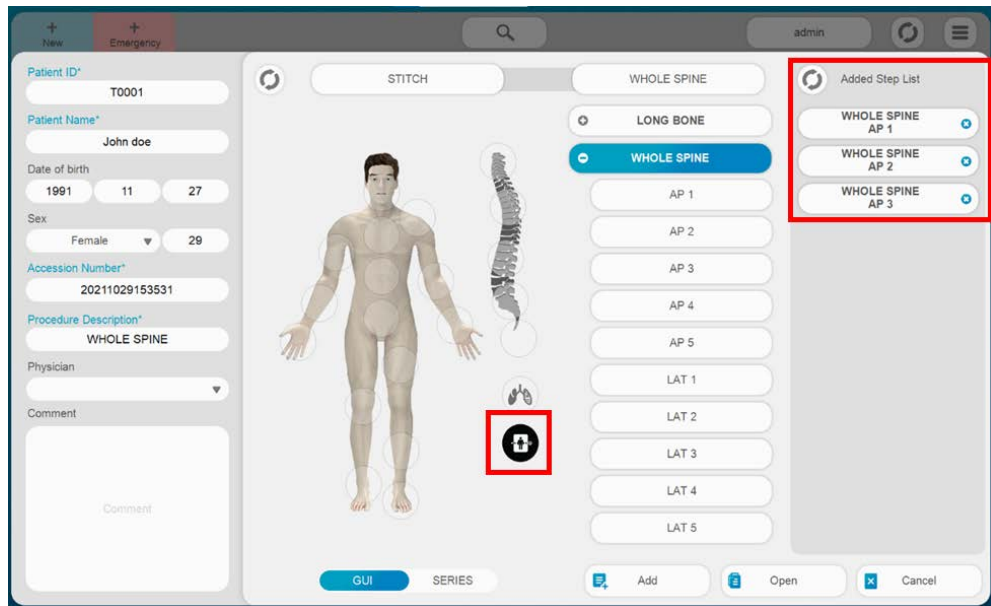 New
Emergency
admin
Patient ID*
T0001
Patient Name*
John doe
Date of birth
1991 11 27
Sex
Female 29
Accession Number*
20211029153531
Procedure Description*
WHOLE SPINE
Physician
Comment
Comment
STITCH
WHOLE SPINE
LONG BONE
WHOLE SPINE
AP 1
AP 2
AP 3
AP 4
AP 5
LAT 1
LAT 2
LAT 3
LAT 4
LAT 5
GUI
SERIES
Added Step List
WHOLE SPINE
AP 1
WHOLE SPINE
AP 2
WHOLE SPINE
AP 3
Add
Open
Cancel